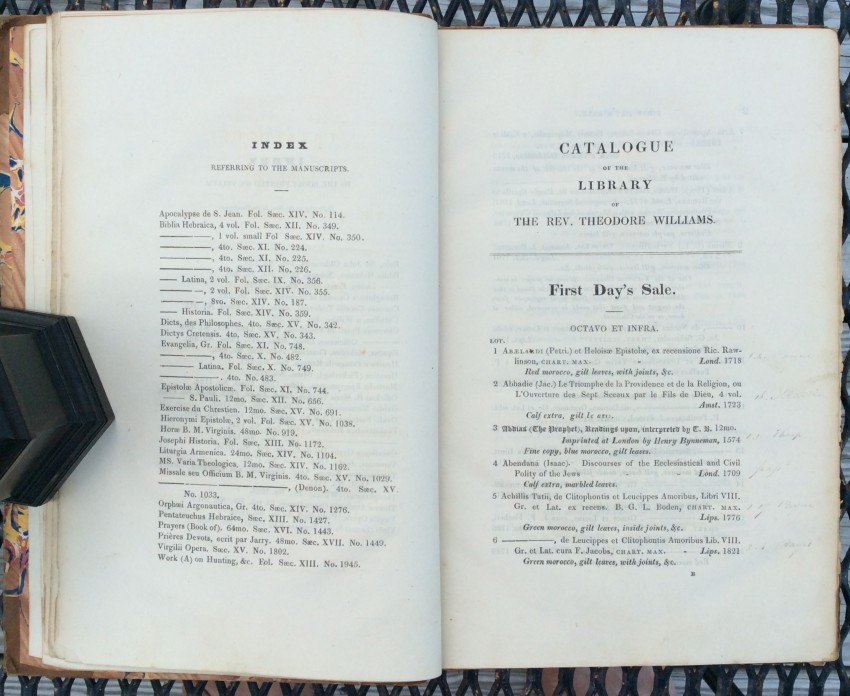 INDEX
REFERRING TO THE MANUSCRIPTS.
Apocalypse de S. Jean. Fol. Sæc. XIV. No. 114.
Biblia Hebraica, 4 vol. Fol. Sæc. XII. No. 349.
———, 1 vol. small Fol Sæc. XIV. No. 350.
———, 4to. Sæc. XI. No. 224.
———, 4to. Sæc. XI. No. 225.
———, 4to. Sæc. XII. No. 226.
—— Latina, 2 vol. Fol. Sæc. IX. No. 356.
—— —, 2 vol. Fol. Sæc. XIV. No. 355.
—— —, 8vo. Sæc. XIV. No. 187.
—— Historia. Fol. Sæc. XIV. No. 359.
Dicta, des Philosophes. 4to. Sæc. XV. No. 342.
Dictys Cretensis. 4to. Sæc. XV, No. 343.
Evangelia, Gr. Fol. Sæc. XI. No. 748.
———, 4to. Sæc. X. No. 482.
——— Latina, Fol. Sæc. X. No. 749.
———. 4to. No. 483.
Epistolæ Apostolicæ. Fol. Sæc. XI. No. 744.
—— S. Pauli. 12mo. Sæc. XII. No. 656.
Exercise du Chrestien. 12mo. Sæc. XV. No. 691.
Hieronymi Epistolæ, 2 vol. Fol. Sæc. XV. No. 1038.
Horæ B. M. Virginis. 48mo. No. 919.
Josephi Historia. Fol. Sæc. XIII. No. 1172.
Litargia Armenica. 24mo. Sæc. XIV. No. 1104.
MS. Varia Theologica, 12mo. Sæc. XIV. No. 1162.
Missale seu Officium B. M. Virginis. 4to. Sæc. XV. No. 1029.
———, (Denon). 4to. Sæc. XV.
No. 1033.
Orphæi Argonautica, Gr. 4to. Sæc. XIV. No. 1276.
Pentateuchus Hebraice, Sæc. XIII. No. 1427.
Prayers (Book of). 64mo. Sæc. XVI. No. 1443.
Prières Devots, ecrit par Jarry. 48mo. Sæc. XVII. No. 1449.
Virgilii Opera. Sæc. XV. No. 1802.
Work (A) on Hunting, &c. Fol. Sæc. XIII. No. 1945.
CATALOGUE
OF THE
LIBRARY
OF
THE REV. THEODORE WILLIAMS.
First Day's Sale.
OCTAVO ET INFRA.
LOT.
1 ABÆLARDI (Petri.) et Heloisæ Epistolæ, ex recensione Ric. Raw-
linson, CHART. MAX. - Lond. 1718
Red morocco, gilt leaves, with joints, &c.
2 Abbadie (Jac.) Le Triomphe de la Providence et de la Religion, ou
L'Ouverture des Sept Sceaux par le Fils de Dieu, 4 vol.
Amst. 1723
Calf extra, gilt leaves.
3 Abdias (The Prophet), Readings upon, interpreted by T. B. 12mo.
Imprinted at London by Henry Bynneman, 1574
Fine copy, blue morocco, gilt leaves.
4 Abendana (Isaac). Discourses of the Ecclesiastical and Civil
Polity of the Jews - Lond. 1709
Calf extra, marbled leaves.
5 Achillis Tatii, de Clitophontis et Leucippes Amoribus, Libri VIII,
Gr. et Lat. ex recens. B. G. L. Boden, CHART. MAX.
Lips. 1776
Green morocco, gilt leaves, inside joints, &c.
6 ———, de Leucippes et Clitophontis Amoribus Lib. VIII.
Gr. et Lat. cura F. Jacobs, CHART. MAX. - Lips. 1821
Green morocco, gilt leaves, with joints, &c.
B